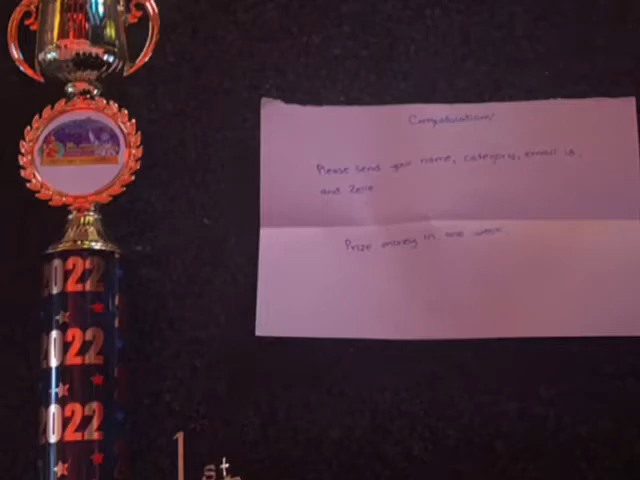 Congratulations!
Please send your name, category, email id,
and Zelle
Prize money in one week
2022
2022
2022
1st